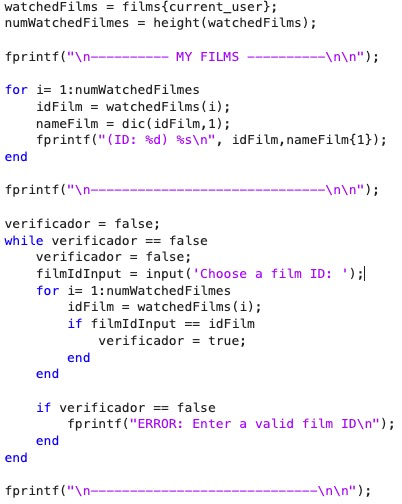 watchedFilms = films{current_user};
numWatchedFilmes = height(watchedFilms);
fprintf("\n---------- MY FILMS ----------\n\n");
for i= 1:numWatchedFilmes
    idFilm = watchedFilms(i);
    nameFilm = dic(idFilm,1);
    fprintf("(ID: %d) %s\n", idFilm,nameFilm{1});
end
fprintf("\n------------------------------\n\n");
verificador = false;
while verificador == false
    verificador = false;
    filmIdInput = input('Choose a film ID: ');
    for i= 1:numWatchedFilmes
        idFilm = watchedFilms(i);
        if filmIdInput == idFilm
            verificador = true;
        end
    end
    if verificador == false
        fprintf("ERROR: Enter a valid film ID\n");
    end
end
fprintf("\n-----------------------------\n\n");